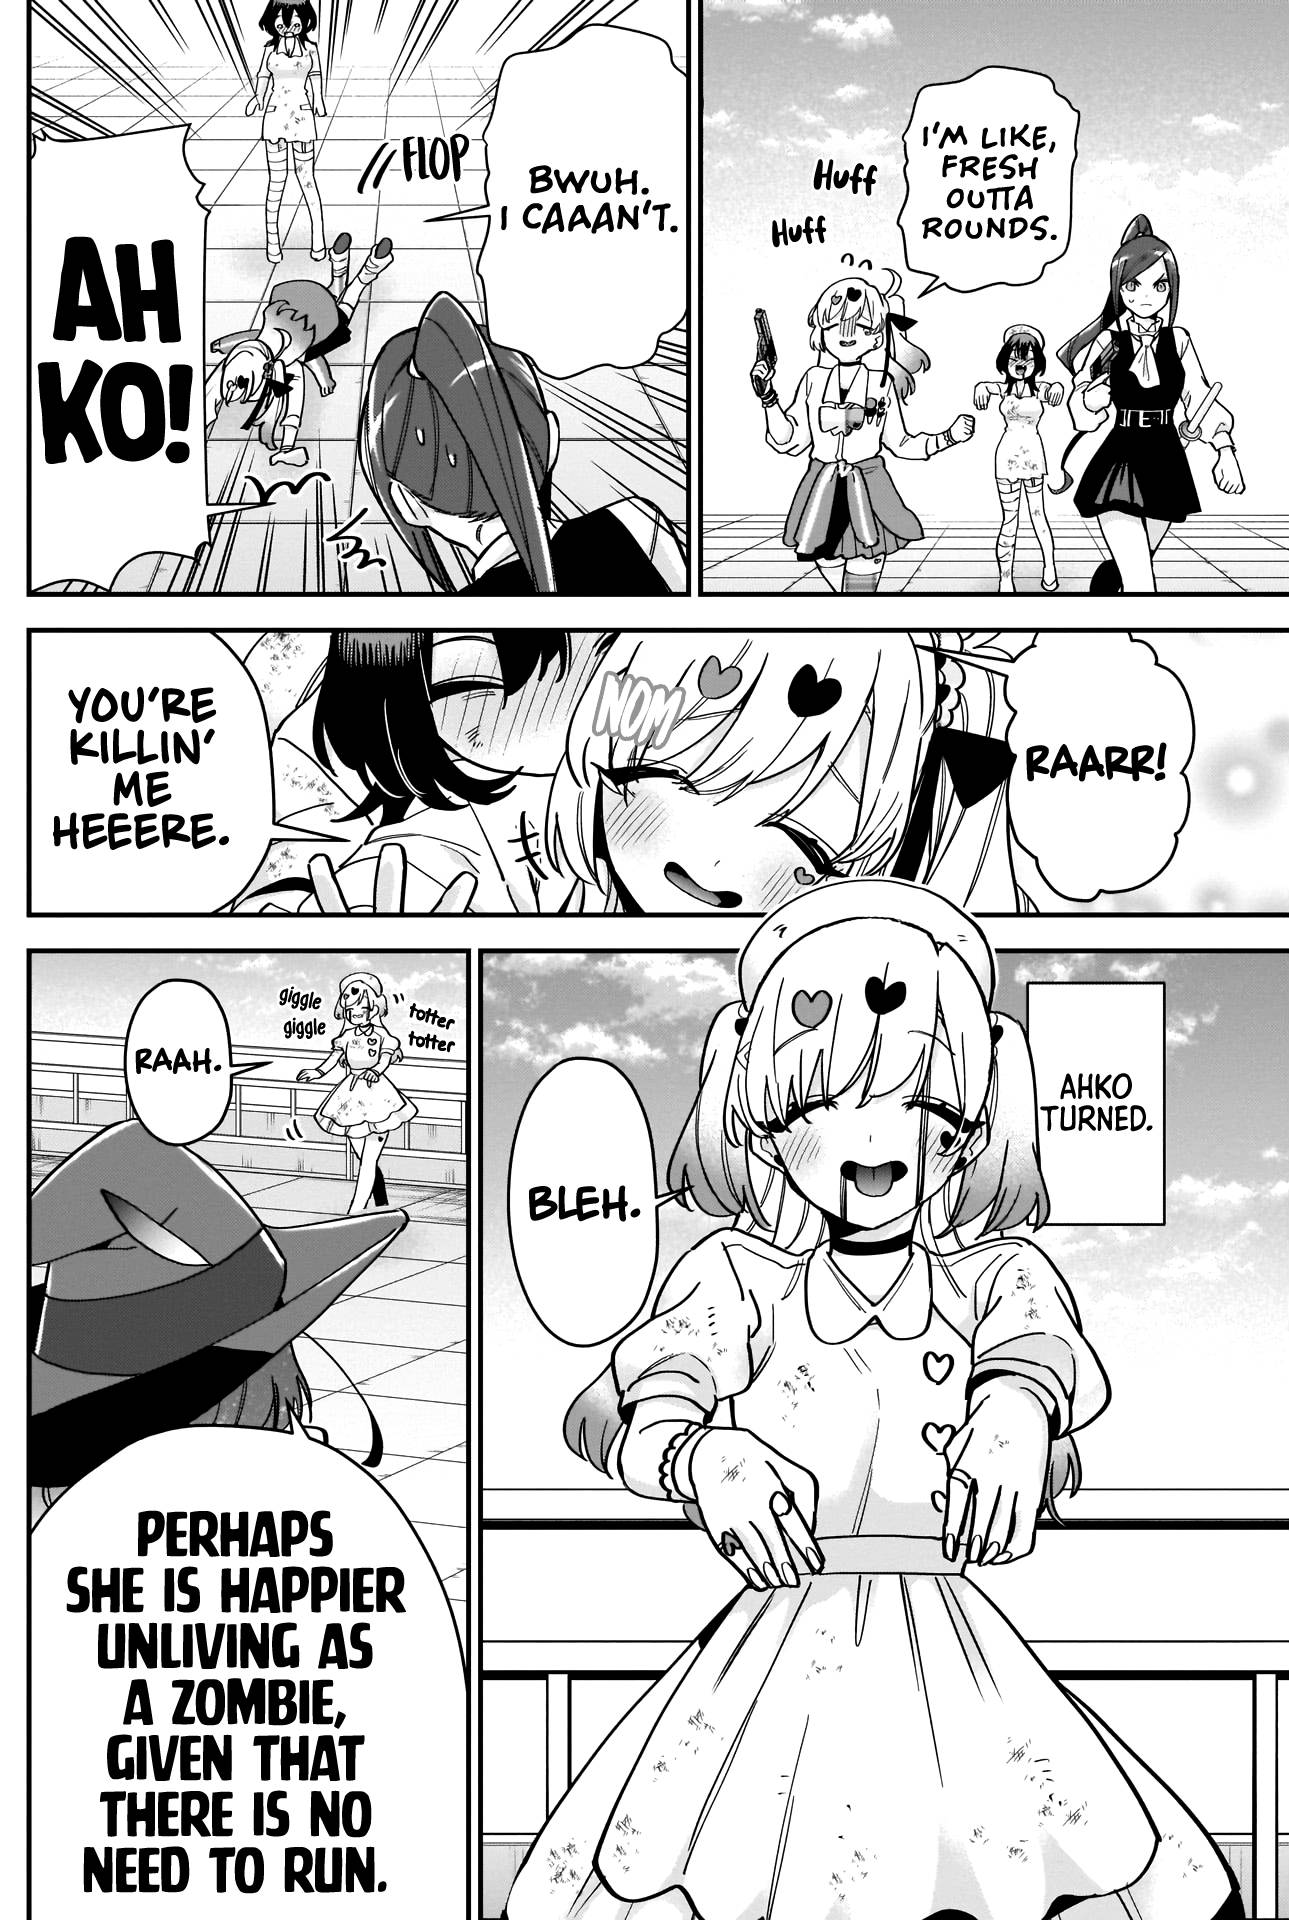 I'M LIKE,
FRESH
OUTTA
ROUNDS.
Huff
Huff
BWUH.
I CAAAN'T.
FLOP
AH
KO!
RAARR!
NOM
YOU'RE
KILLIN'
ME
HEEERE.
AHKO
TURNED.
BLEH.
totter
totter
giggle
giggle
RAAH.
PERHAPS
SHE IS HAPPIER
UNLIVING AS
A ZOMBIE,
GIVEN THAT
THERE IS NO
NEED TO RUN.